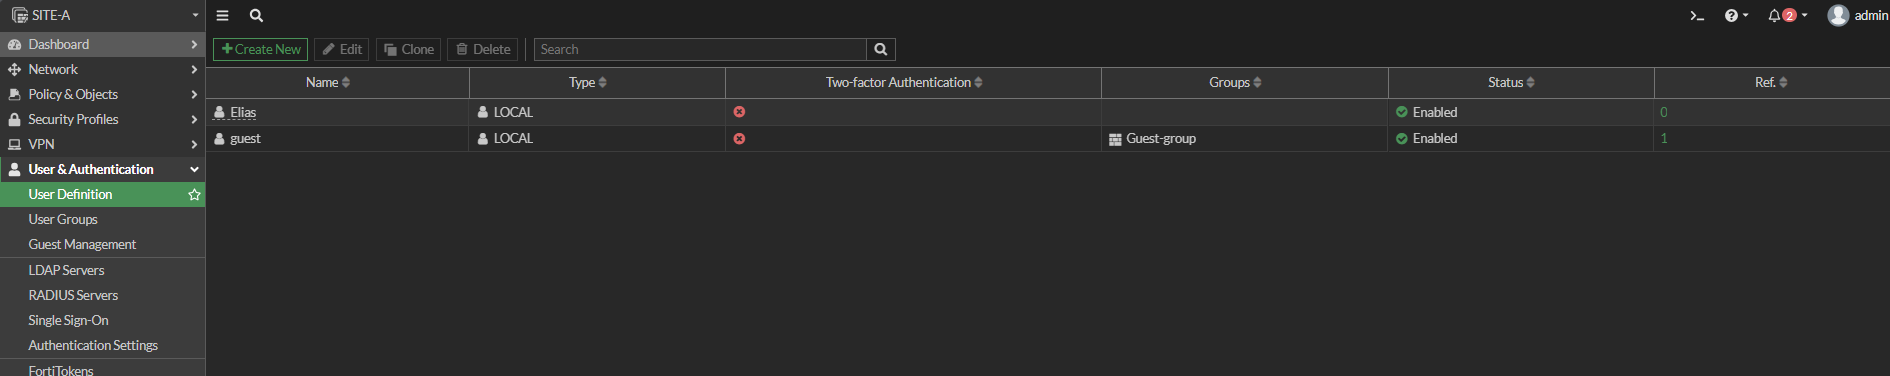 SITE-A
admin
2
Dashboard
Network
Policy & Objects
Security Profiles
VPN
User & Authentication
User Definition
User Groups
Guest Management
LDAP Servers
RADIUS Servers
Single Sign-On
Authentication Settings
FortiTokens
Create New Edit Clone Delete Search
Name Type Two-factor Authentication Groups Status Ref.
Elias LOCAL Enabled 0
guest LOCAL Guest-group Enabled 1